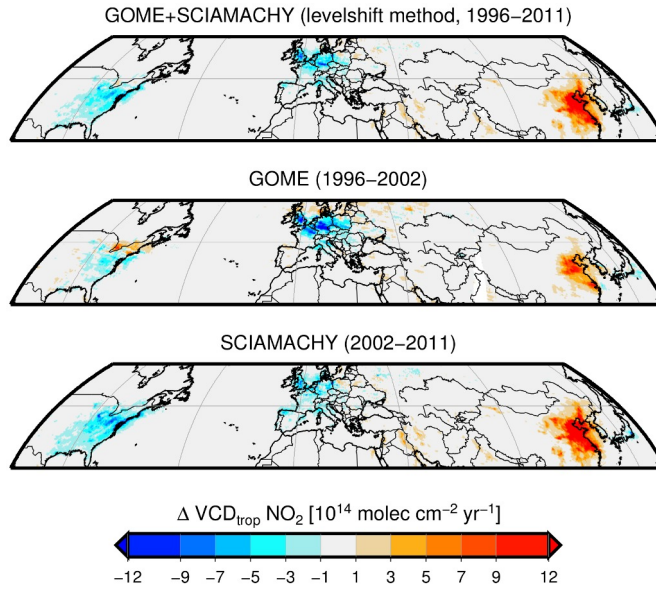 GOME+SCIAMACHY (levelshift method, 1996−2011)
GOME (1996−2002)
SCIAMACHY (2002−2011)
Δ VCDtrop NO2 [10^14 molec cm^−2 yr^−1]
−12 −9 −7 −5 −3 −1 1 3 5 7 9 12